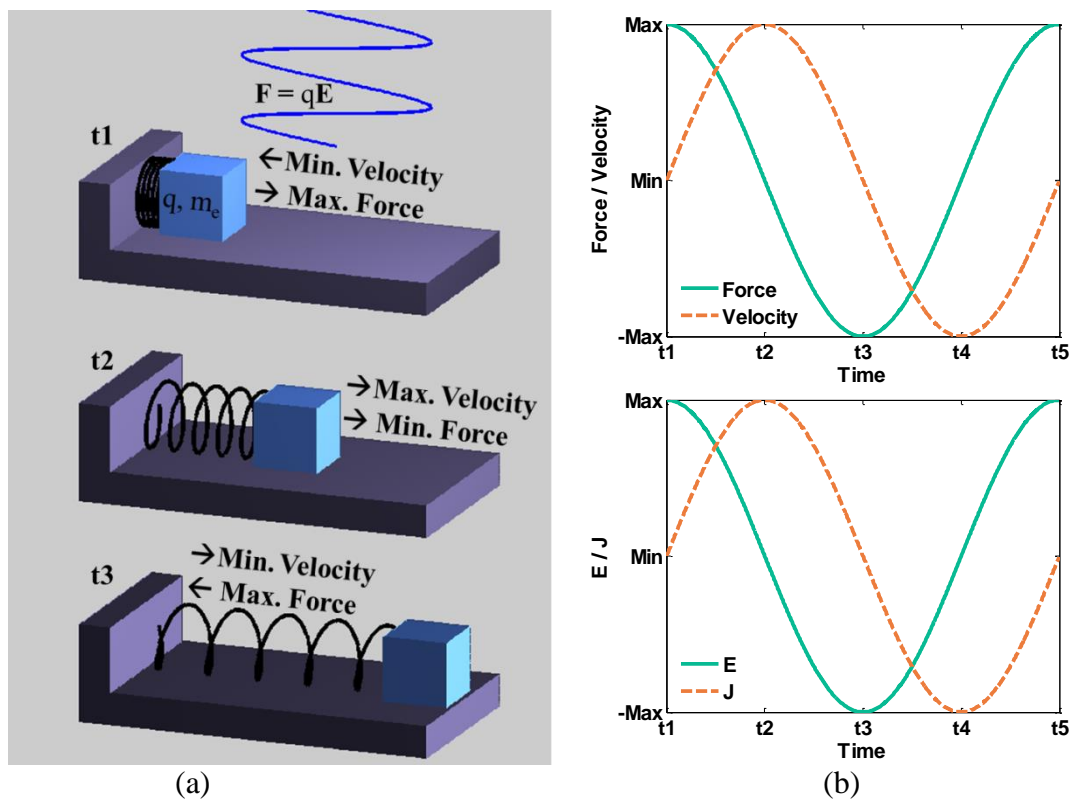 F = qE
t1
←Min. Velocity
→ Max. Force
q, mₑ
t2
→Max. Velocity
→ Min. Force
t3
→Min. Velocity
← Max. Force
(a)
Max
Min
-Max
Force / Velocity
Force
Velocity
t1 t2 t3 t4 t5
Time
Max
Min
-Max
E / J
E
J
t1 t2 t3 t4 t5
Time
(b)